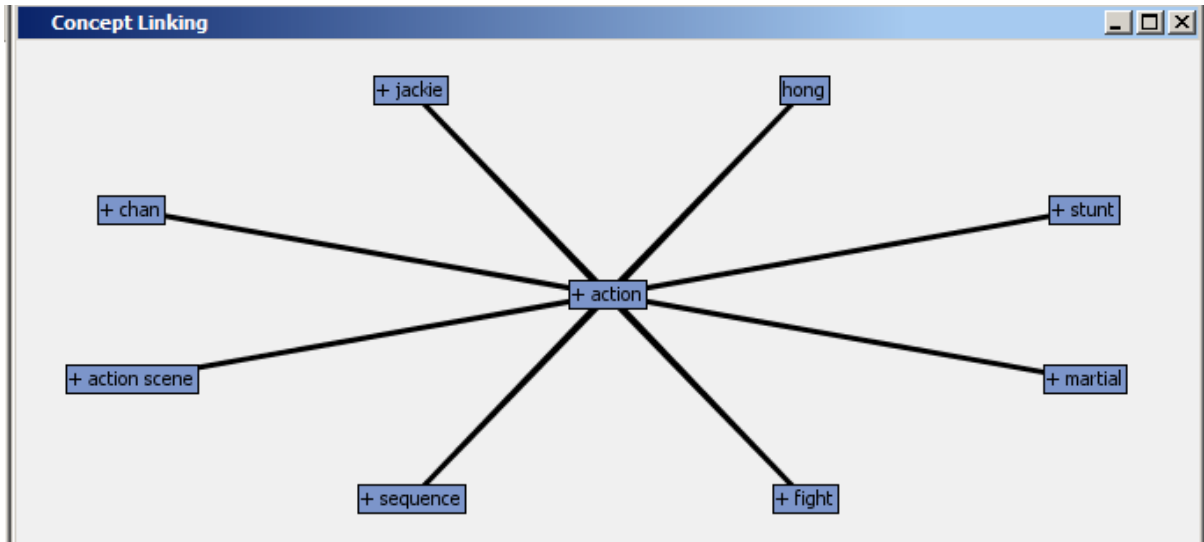 Concept Linking
+ jackie
hong
+ chan
+ stunt
+ action
+ action scene
+ martial
+ sequence
+ fight